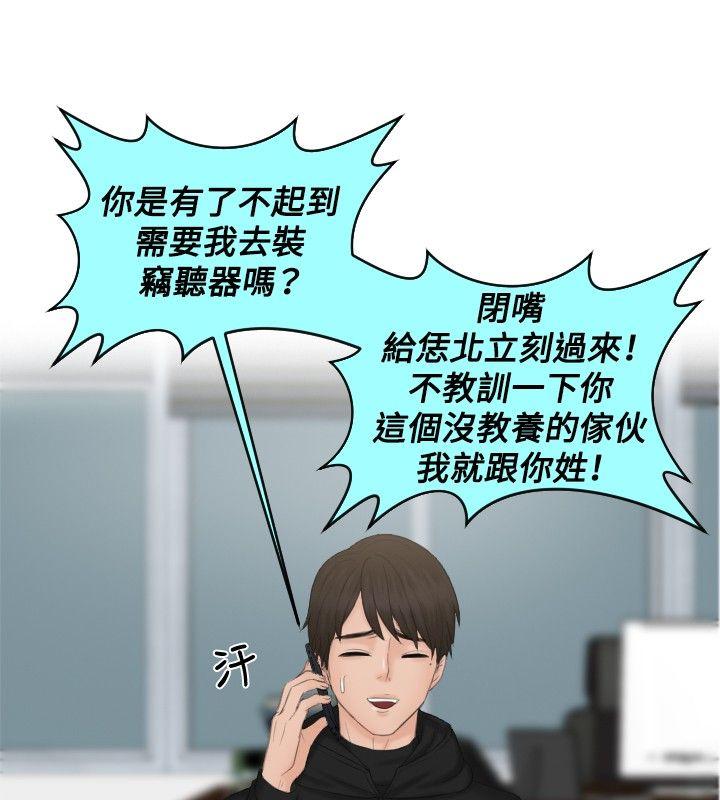 你是有了不起到
需要我去裝
竊聽器嗎？
閉嘴
給恁北立刻過來！
不教訓一下你
這個沒教養的傢伙
我就跟你姓！
汗